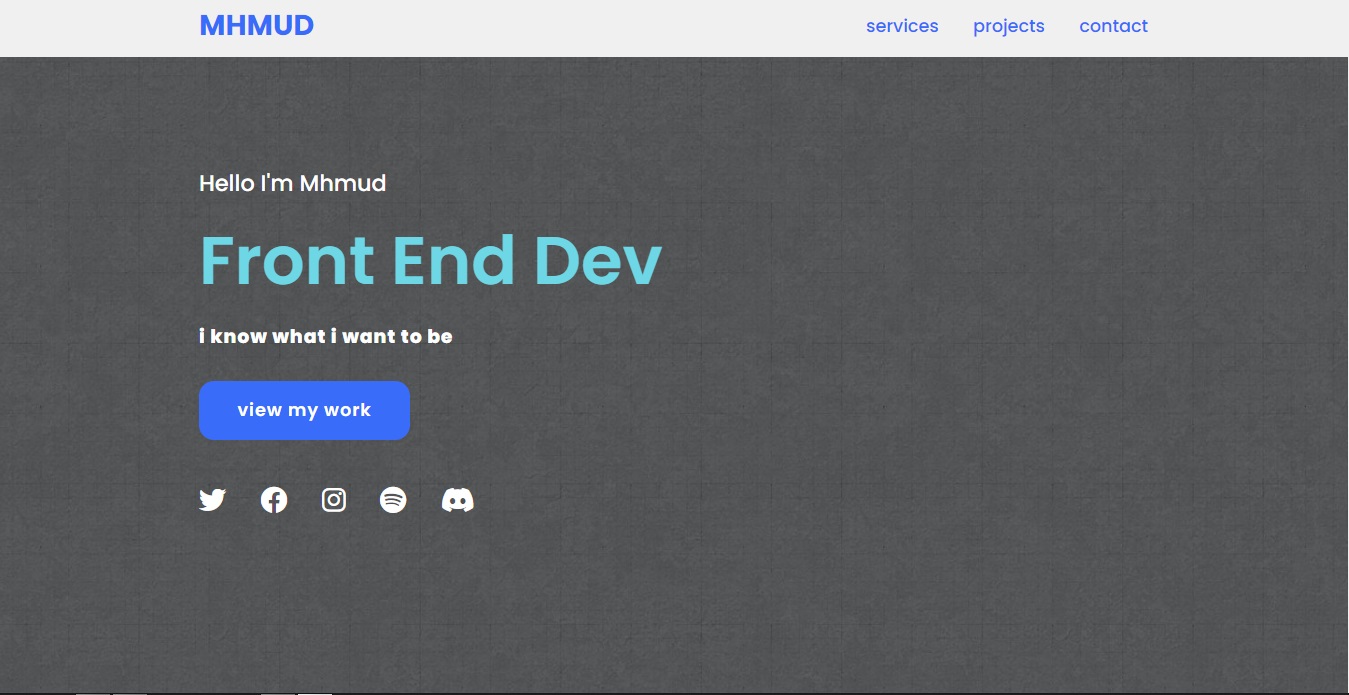 MHMUD
services projects contact
Hello I'm Mhmud
Front End Dev
i know what i want to be
view my work